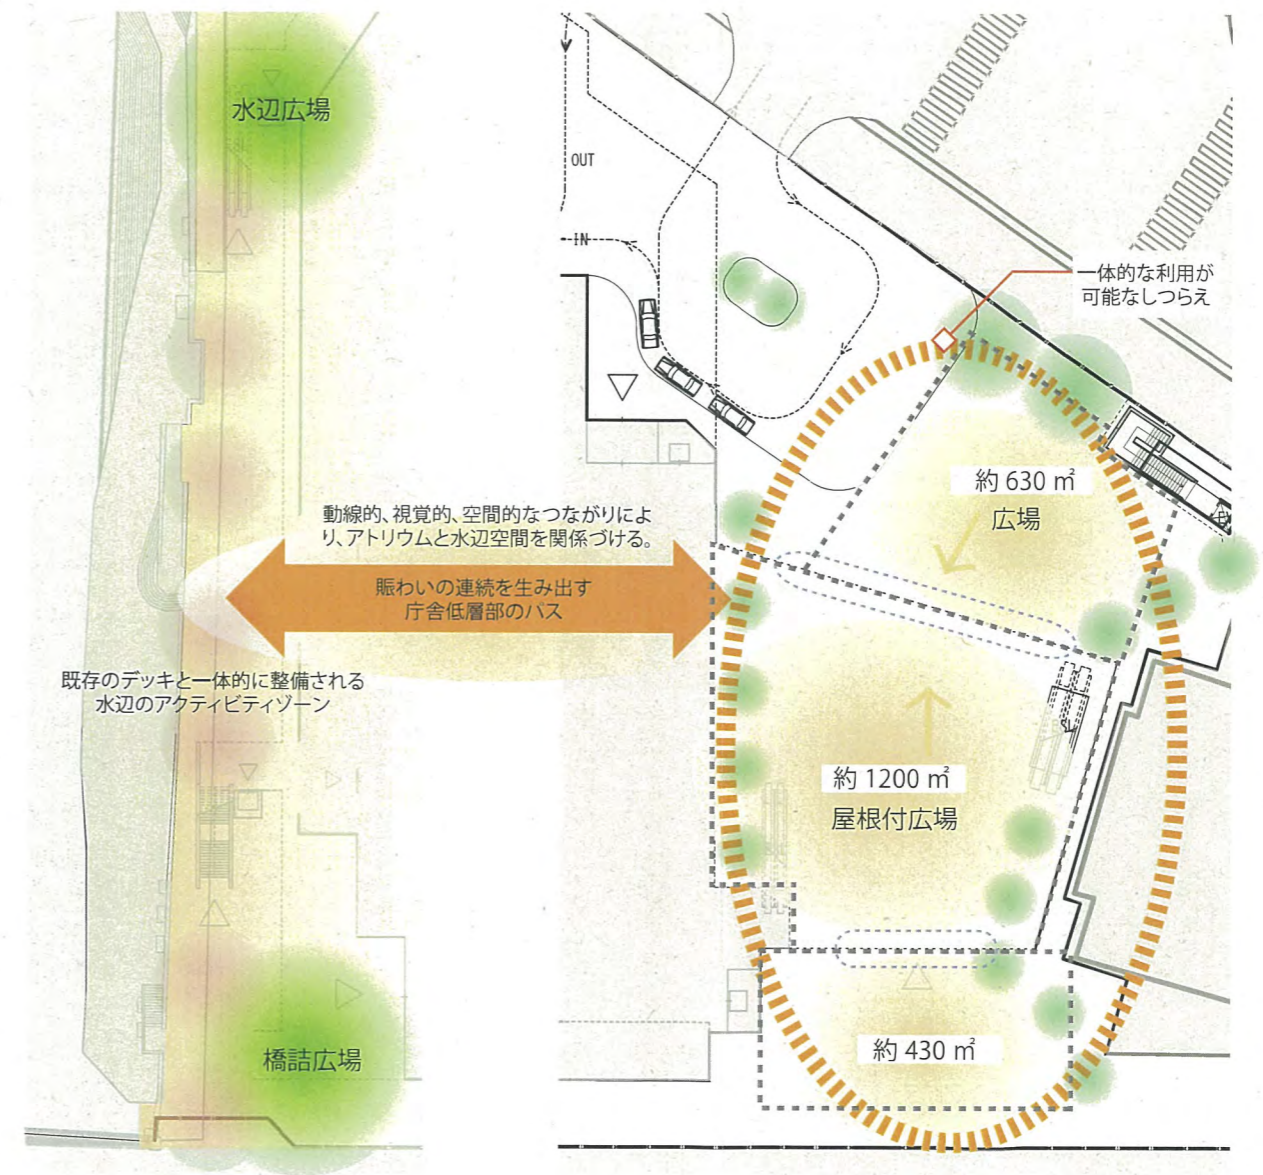 水辺広場
OUT
IN
一体的な利用が
可能なしつらえ
約 630 ㎡
広場
動線的、視覚的、空間的なつながりによ
り、アトリウムと水辺空間を関係づける。
賑わいの連続を生み出す
庁舎低層部のパス
既存のデッキと一体的に整備される
水辺のアクティビティゾーン
約 1200 ㎡
屋根付広場
約 430 ㎡
橋詰広場